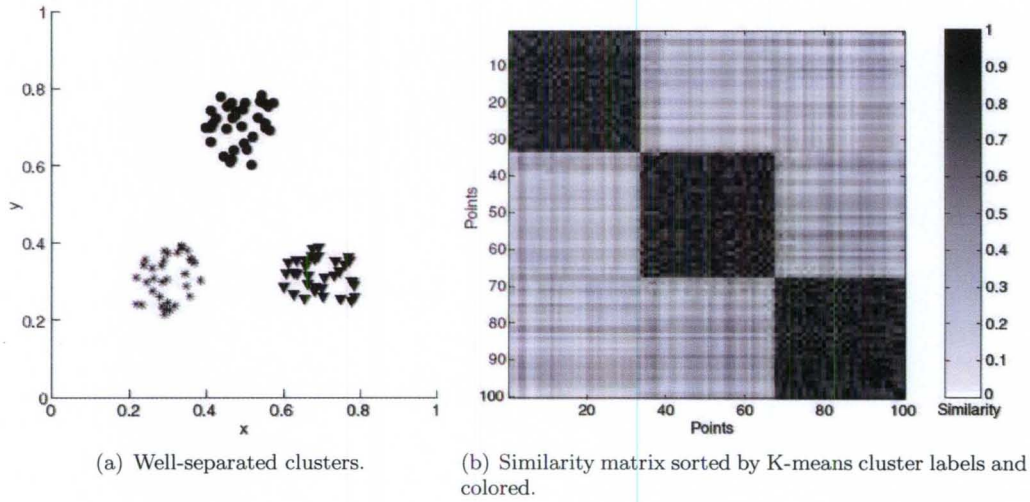 1
0.8
0.6
y
0.4
0.2
0
0 0.2 0.4 0.6 0.8 1
x
(a) Well-separated clusters.
10
20
30
40
50
60
70
80
90
100
Points
20 40 60 80 100
Points
1
0.9
0.8
0.7
0.6
0.5
0.4
0.3
0.2
0.1
0
Similarity
(b) Similarity matrix sorted by K-means cluster labels and
colored.